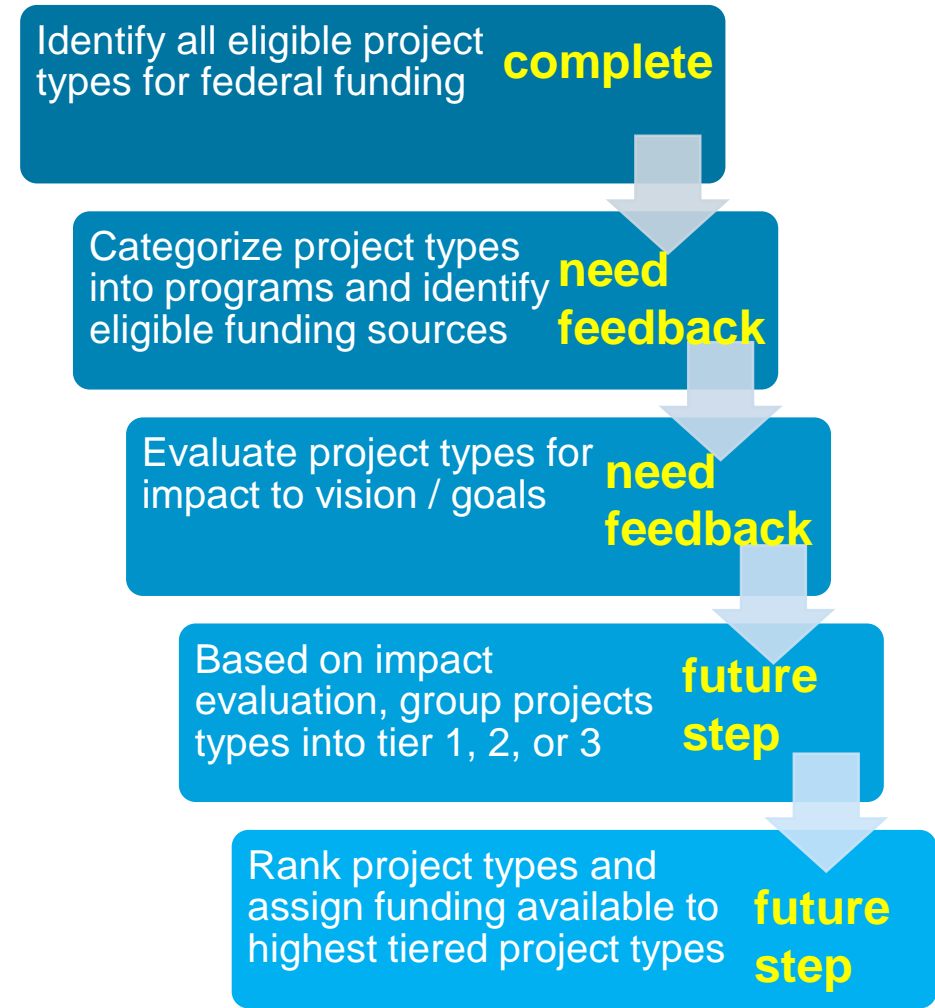 Identify all eligible project
types for federal funding
complete
Categorize project types
into programs and identify
eligible funding sources
need
feedback
Evaluate project types for
impact to vision / goals
need
feedback
Based on impact
evaluation, group projects
types into tier 1, 2, or 3
future
step
Rank project types and
assign funding available to
highest tiered project types
future
step